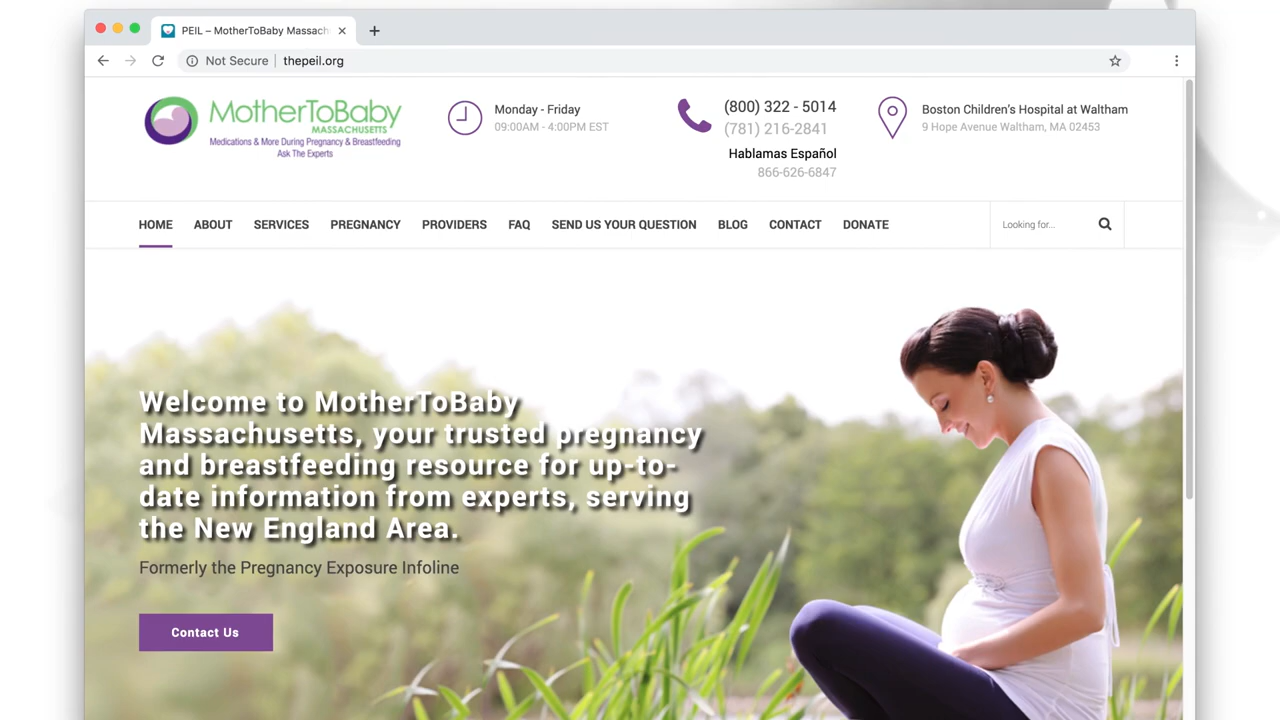 PEIL – MotherToBaby Massach
Not Secure
thepeil.org
MotherToBaby
MASSACHUSETTS
Medications & More During Pregnancy & Breastfeeding
Ask The Experts
Monday - Friday
09:00AM - 4:00PM EST
(800) 322 - 5014
(781) 216-2841
Hablamas Español
866-626-6847
Boston Children's Hospital at Waltham
9 Hope Avenue Waltham, MA 02453
HOME ABOUT SERVICES PREGNANCY PROVIDERS FAQ SEND US YOUR QUESTION BLOG CONTACT DONATE
Looking for...
Welcome to MotherToBaby
Massachusetts, your trusted pregnancy
and breastfeeding resource for up-to-
date information from experts, serving
the New England Area.
Formerly the Pregnancy Exposure Infoline
Contact Us